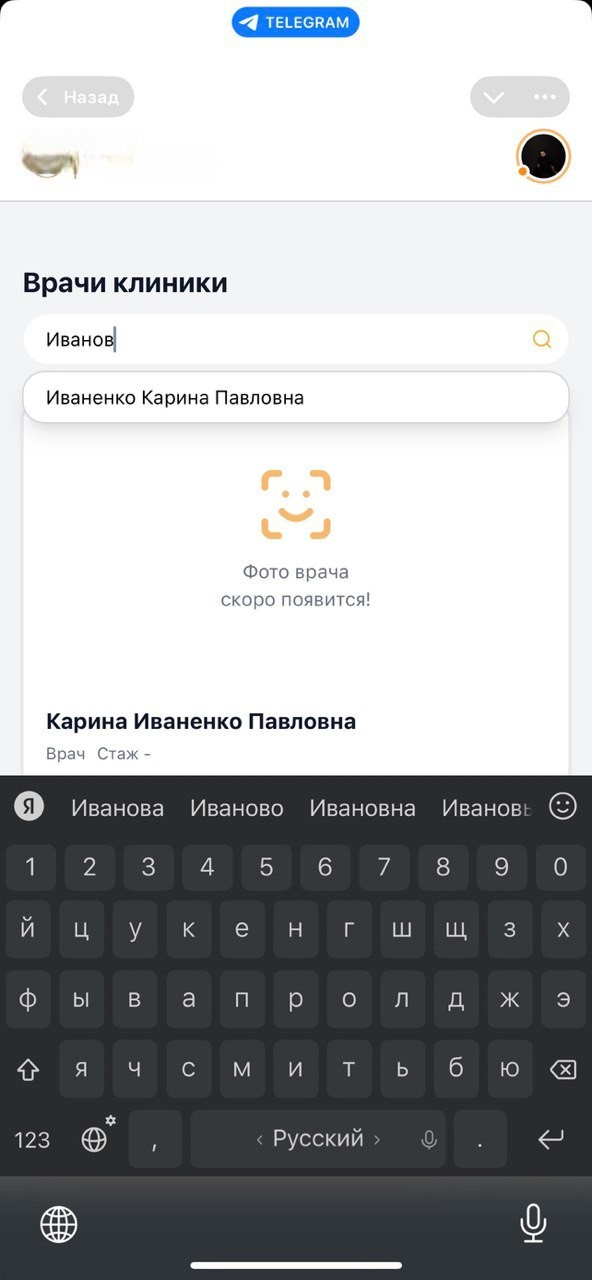 TELEGRAM
Назад
Врачи клиники
Иванов
Иваненко Карина Павловна
Фото врача
скоро появится!
Карина Иваненко Павловна
Врач Стаж -
Я Иванова Иваново Ивановна Ивановы
1 2 3 4 5 6 7 8 9 0
й ц у к е н г ш щ з х
ф ы в а п р о л д ж э
я ч с м и т ь б ю
123 , ‹ Русский › .